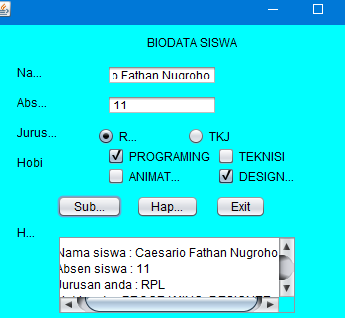 BIODATA SISWA
Na...
o Fathan Nugroho
Abs...
11
Jurus...
R...
TKJ
Hobi
PROGRAMING
TEKNISI
ANIMAT...
DESIGN...
Sub...
Hap...
Exit
H...
Nama siswa : Caesario Fathan Nugroho
Absen siswa : 11
Jurusan anda : RPL